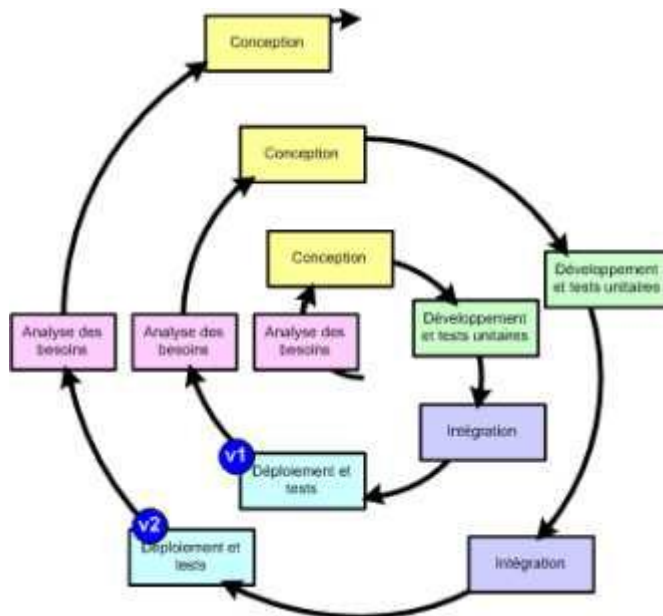 Conception
Conception
Conception
Développement
et tests unitaires
Analyse des
besoins
Analyse des
besoins
Analyse des
besoins
Développement
et tests unitaires
Intégration
v1
Déploiement et
tests
v2
Déploiement et
tests
Intégration